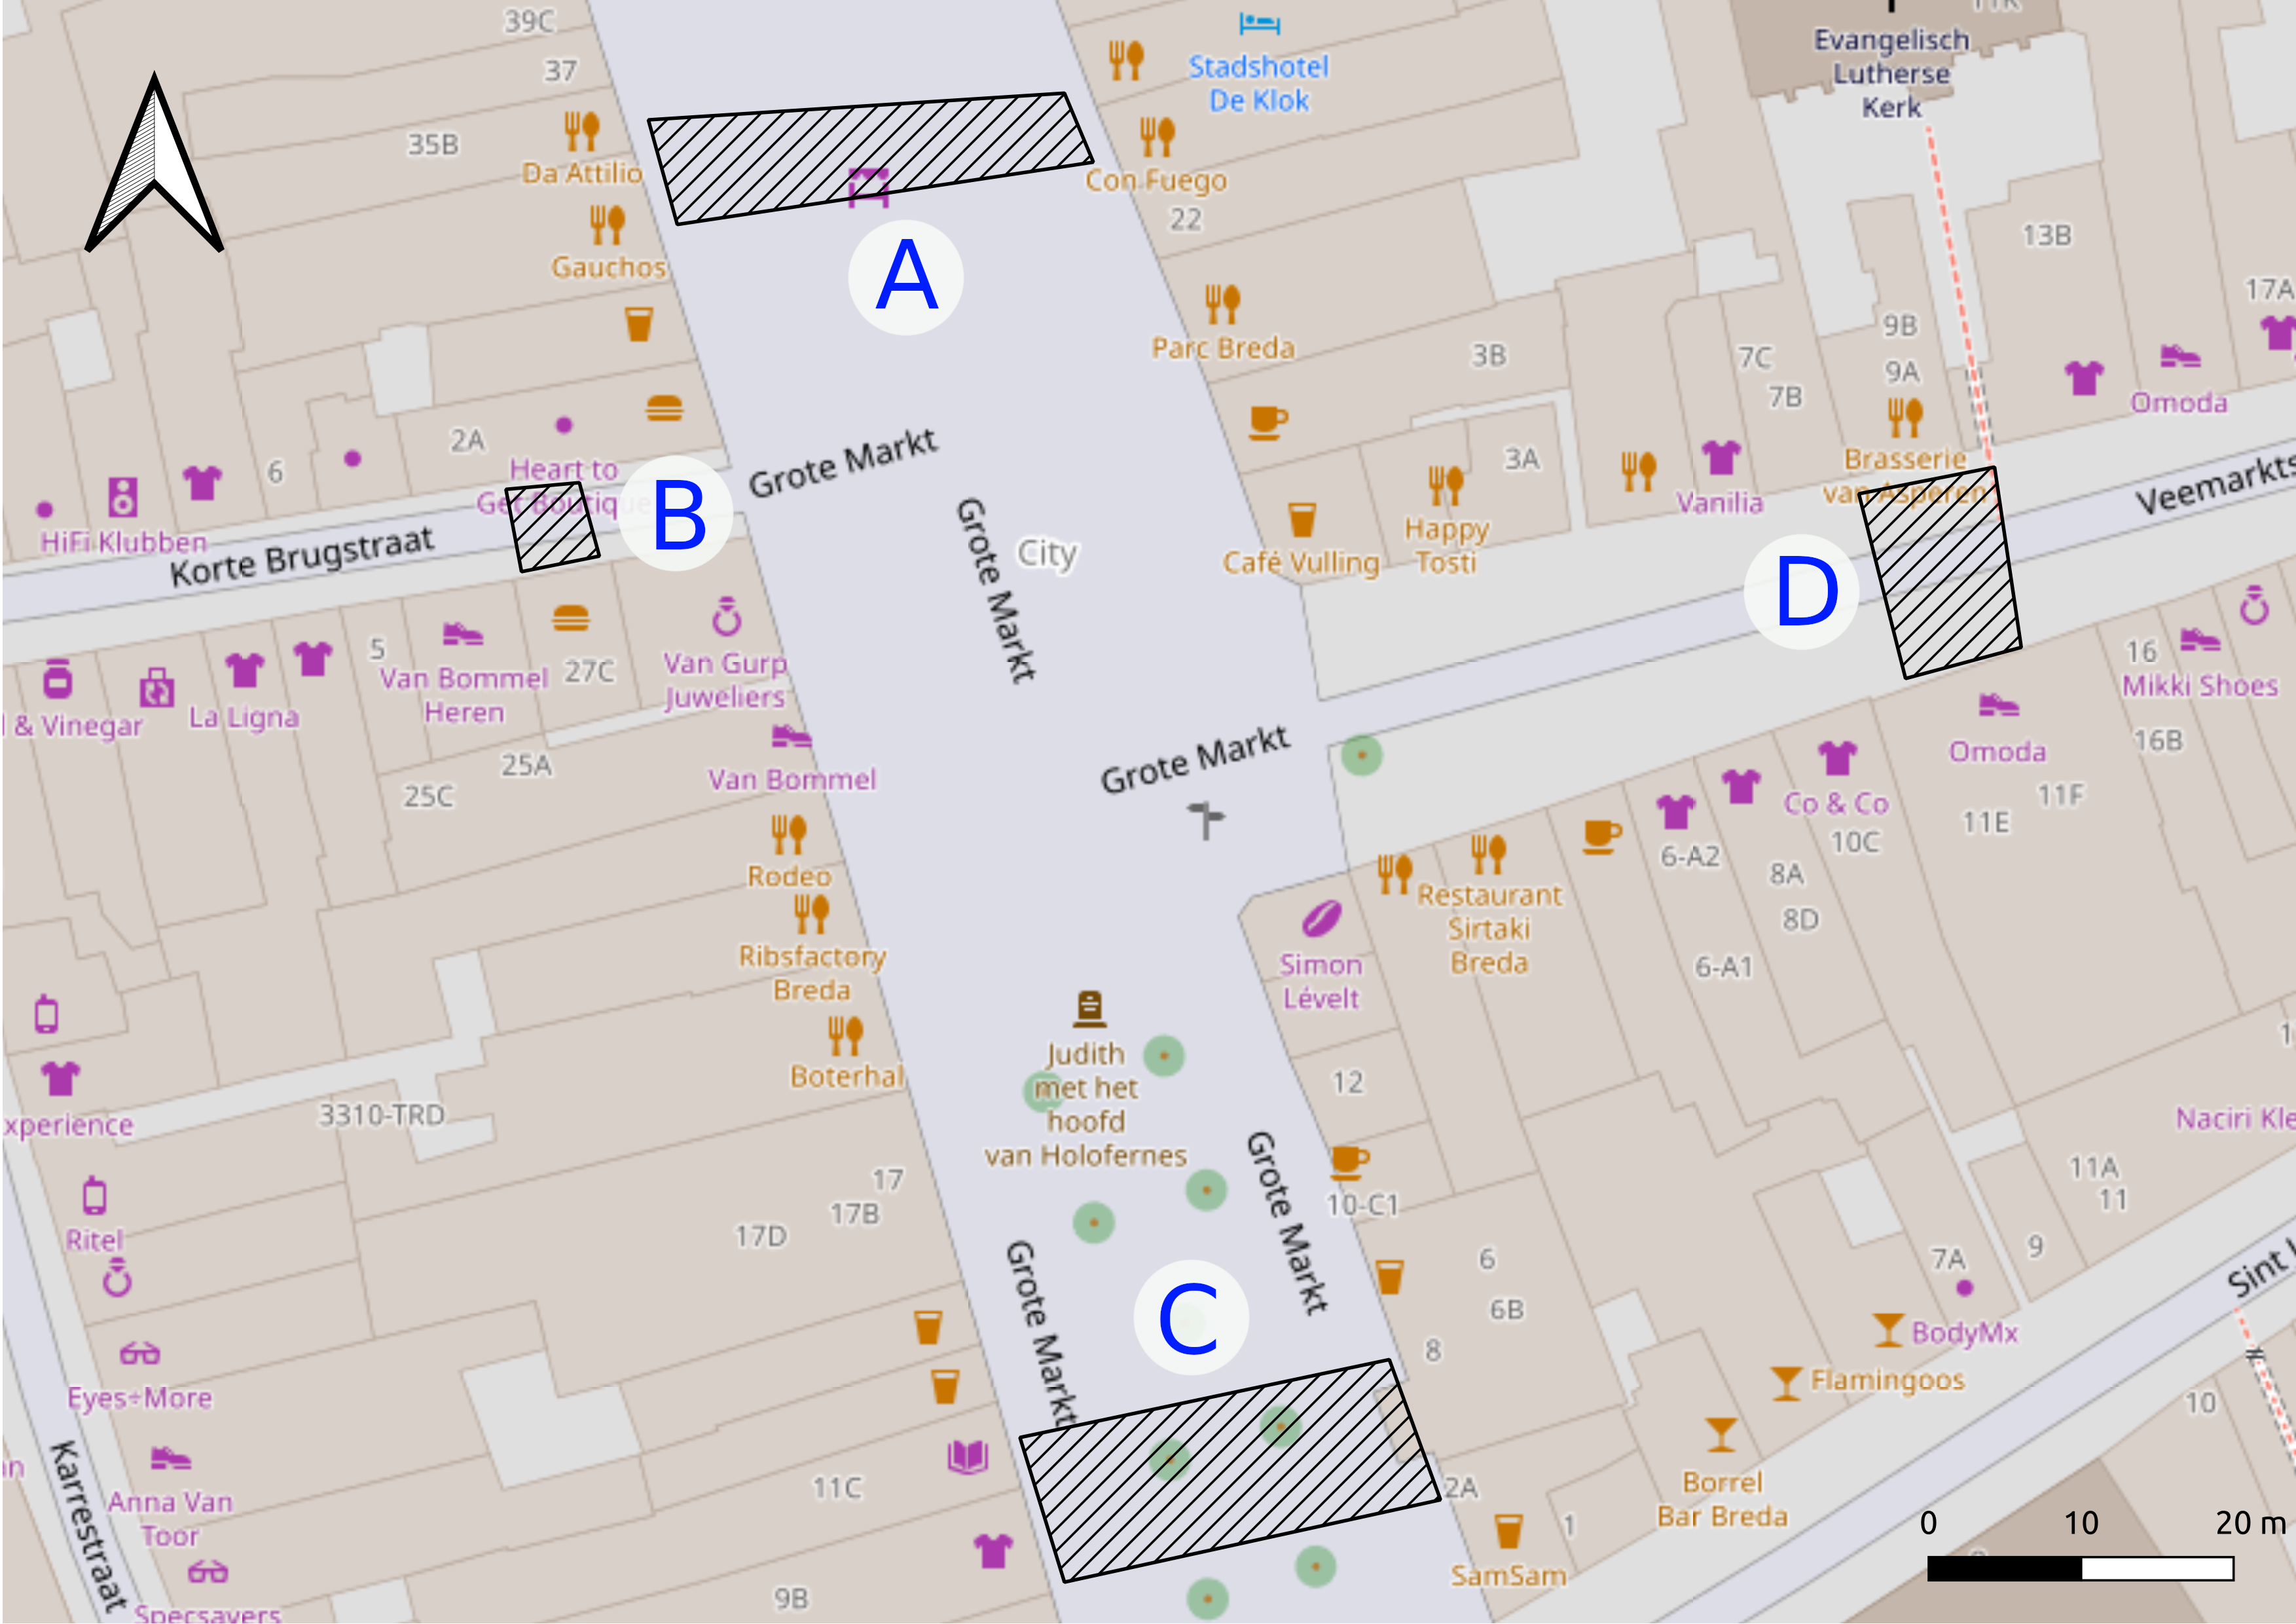 39C
37
35B
Da Attilio
Gauchos
Stadshotel
De Klok
Con Fuego
22
Parc Breda
Evangelisch
Lutherse
Kerk
13B
17A
9B
9A
7C
7B
3B
3A
A
Grote Markt
Grote Markt
City
2A
6
Heart to
Get Boutique
HiFi Klubben
Korte Brugstraat
B
Café Vulling
Happy
Tosti
Vanilia
Brasserie
van Asperen
Omoda
Veemarkts
D
& Vinegar
La Ligna
5
Van Bommel
Heren
27C
Van Gurp
Juweliers
25A
25C
Van Bommel
Rodeo
Ribsfactory
Breda
Boterhal
Grote Markt
16
Mikki Shoes
16B
Omoda
11F
11E
Co & Co
10C
6-A2
8A
8D
6-A1
Restaurant
Sirtaki
Breda
Simon
Lévelt
Judith
met het
hoofd
van Holofernes
12
10-C1
Grote Markt
Grote Markt
C
6
6B
8
2A
1
SamSam
Borrel
Bar Breda
Flamingoos
BodyMx
7A
9
11A
11
Naciri Kle
Sint
10
xperience
3310-TRD
Ritel
17
17B
17D
Eyes÷More
Karrestraat
Anna Van
Toor
Specsavers
11C
9B
0 10 20 m